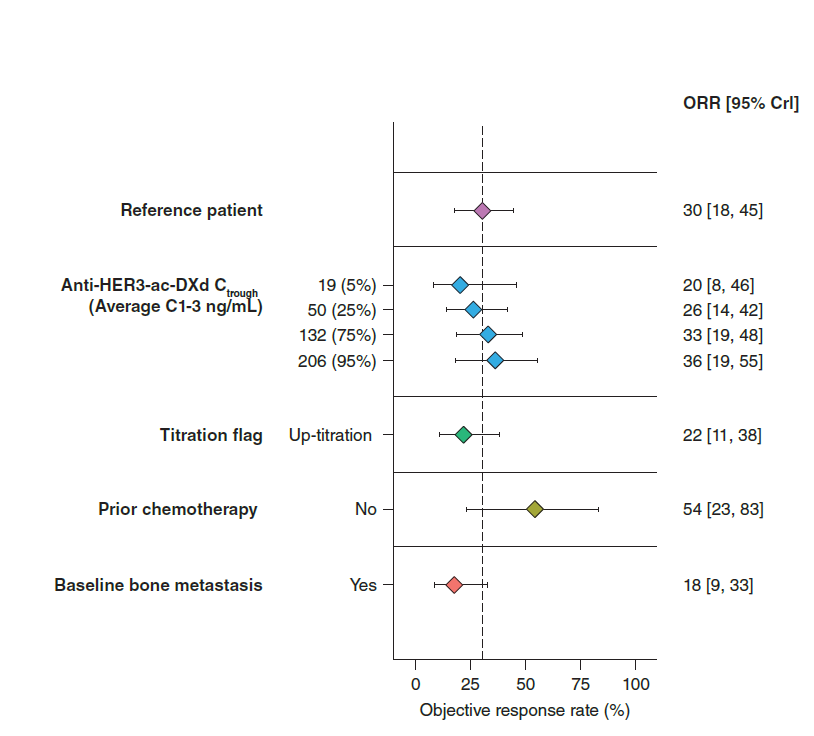 ORR [95% CrI]
Reference patient 30 [18, 45]
Anti-HER3-ac-DXd Ctrough 19 (5%) 20 [8, 46]
(Average C1-3 ng/mL) 50 (25%) 26 [14, 42]
132 (75%) 33 [19, 48]
206 (95%) 36 [19, 55]
Titration flag Up-titration 22 [11, 38]
Prior chemotherapy No 54 [23, 83]
Baseline bone metastasis Yes 18 [9, 33]
0 25 50 75 100
Objective response rate (%)